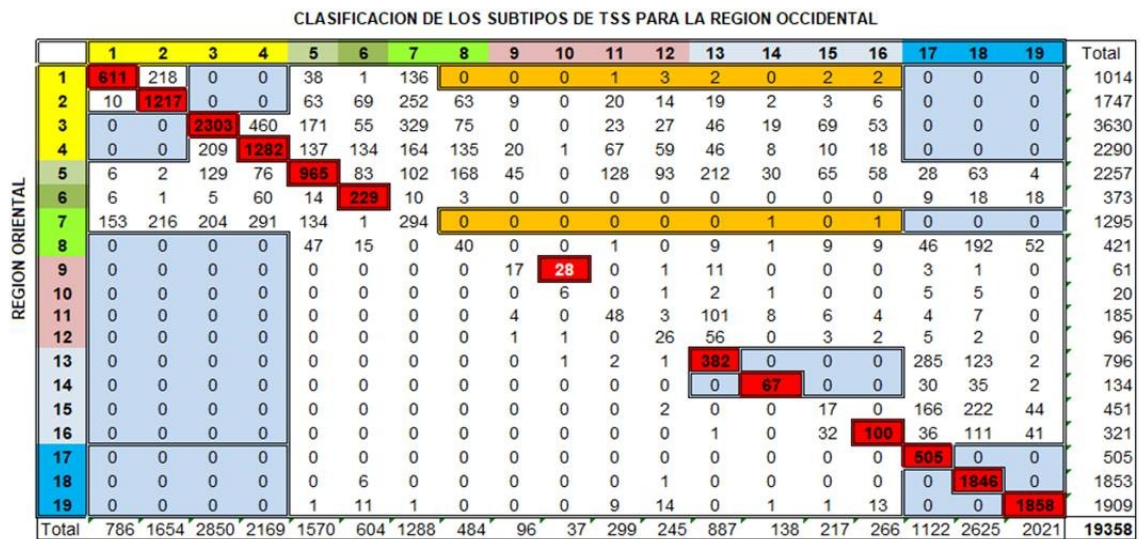 CLASIFICACION DE LOS SUBTIPOS DE TSS PARA LA REGION OCCIDENTAL
1 2 3 4 5 6 7 8 9 10 11 12 13 14 15 16 17 18 19 Total
REGION ORIENTAL
1 611 218 0 0 38 1 136 0 0 0 1 3 2 0 2 2 0 0 0 1014
2 10 1217 0 0 63 69 252 63 9 0 20 14 19 2 3 6 0 0 0 1747
3 0 0 2303 460 171 55 329 75 0 0 23 27 46 19 69 53 0 0 0 3630
4 0 0 209 1282 137 134 164 135 20 1 67 59 46 8 10 18 0 0 0 2290
5 6 2 129 76 965 83 102 168 45 0 128 93 212 30 65 58 28 63 4 2257
6 6 1 5 60 14 229 10 3 0 0 0 0 0 0 0 0 9 18 18 373
7 153 216 204 291 134 1 294 0 0 0 0 0 0 1 0 1 0 0 0 1295
8 0 0 0 0 47 15 0 40 0 0 1 0 9 1 9 9 46 192 52 421
9 0 0 0 0 0 0 0 0 17 28 0 1 11 0 0 0 3 1 0 61
10 0 0 0 0 0 0 0 0 0 6 0 1 2 1 0 0 5 5 0 20
11 0 0 0 0 0 0 0 0 4 0 48 3 101 8 6 4 4 7 0 185
12 0 0 0 0 0 0 0 0 1 1 0 26 56 0 3 2 5 2 0 96
13 0 0 0 0 0 0 0 0 0 1 2 1 382 0 0 0 285 123 2 796
14 0 0 0 0 0 0 0 0 0 0 0 0 0 67 0 0 30 35 2 134
15 0 0 0 0 0 0 0 0 0 0 0 2 0 0 17 0 166 222 44 451
16 0 0 0 0 0 0 0 0 0 0 0 0 1 0 32 100 36 111 41 321
17 0 0 0 0 0 0 0 0 0 0 0 0 0 0 0 0 505 0 0 505
18 0 0 0 0 0 6 0 0 0 0 0 1 0 0 0 0 0 1846 0 1853
19 0 0 0 0 1 11 1 0 0 0 9 14 0 1 1 13 0 0 1858 1909
Total 786 1654 2850 2169 1570 604 1288 484 96 37 299 245 887 138 217 266 1122 2625 2021 19358